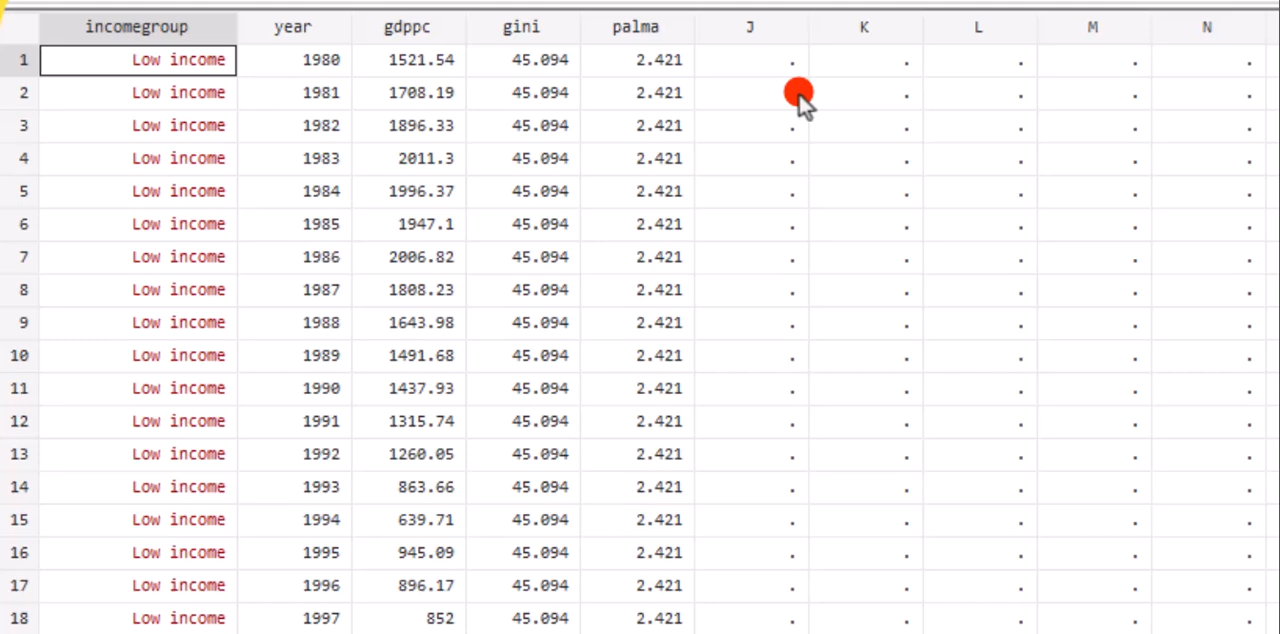 incomegroup year gdppc gini palma J K L M N
1 Low income 1980 1521.54 45.094 2.421 . . . . .
2 Low income 1981 1708.19 45.094 2.421 . . . .
3 Low income 1982 1896.33 45.094 2.421 . . . . .
4 Low income 1983 2011.3 45.094 2.421 . . . . .
5 Low income 1984 1996.37 45.094 2.421 . . . . .
6 Low income 1985 1947.1 45.094 2.421 . . . . .
7 Low income 1986 2006.82 45.094 2.421 . . . . .
8 Low income 1987 1808.23 45.094 2.421 . . . . .
9 Low income 1988 1643.98 45.094 2.421 . . . . .
10 Low income 1989 1491.68 45.094 2.421 . . . . .
11 Low income 1990 1437.93 45.094 2.421 . . . . .
12 Low income 1991 1315.74 45.094 2.421 . . . . .
13 Low income 1992 1260.05 45.094 2.421 . . . . .
14 Low income 1993 863.66 45.094 2.421 . . . . .
15 Low income 1994 639.71 45.094 2.421 . . . . .
16 Low income 1995 945.09 45.094 2.421 . . . . .
17 Low income 1996 896.17 45.094 2.421 . . . . .
18 Low income 1997 852 45.094 2.421 . . . . .